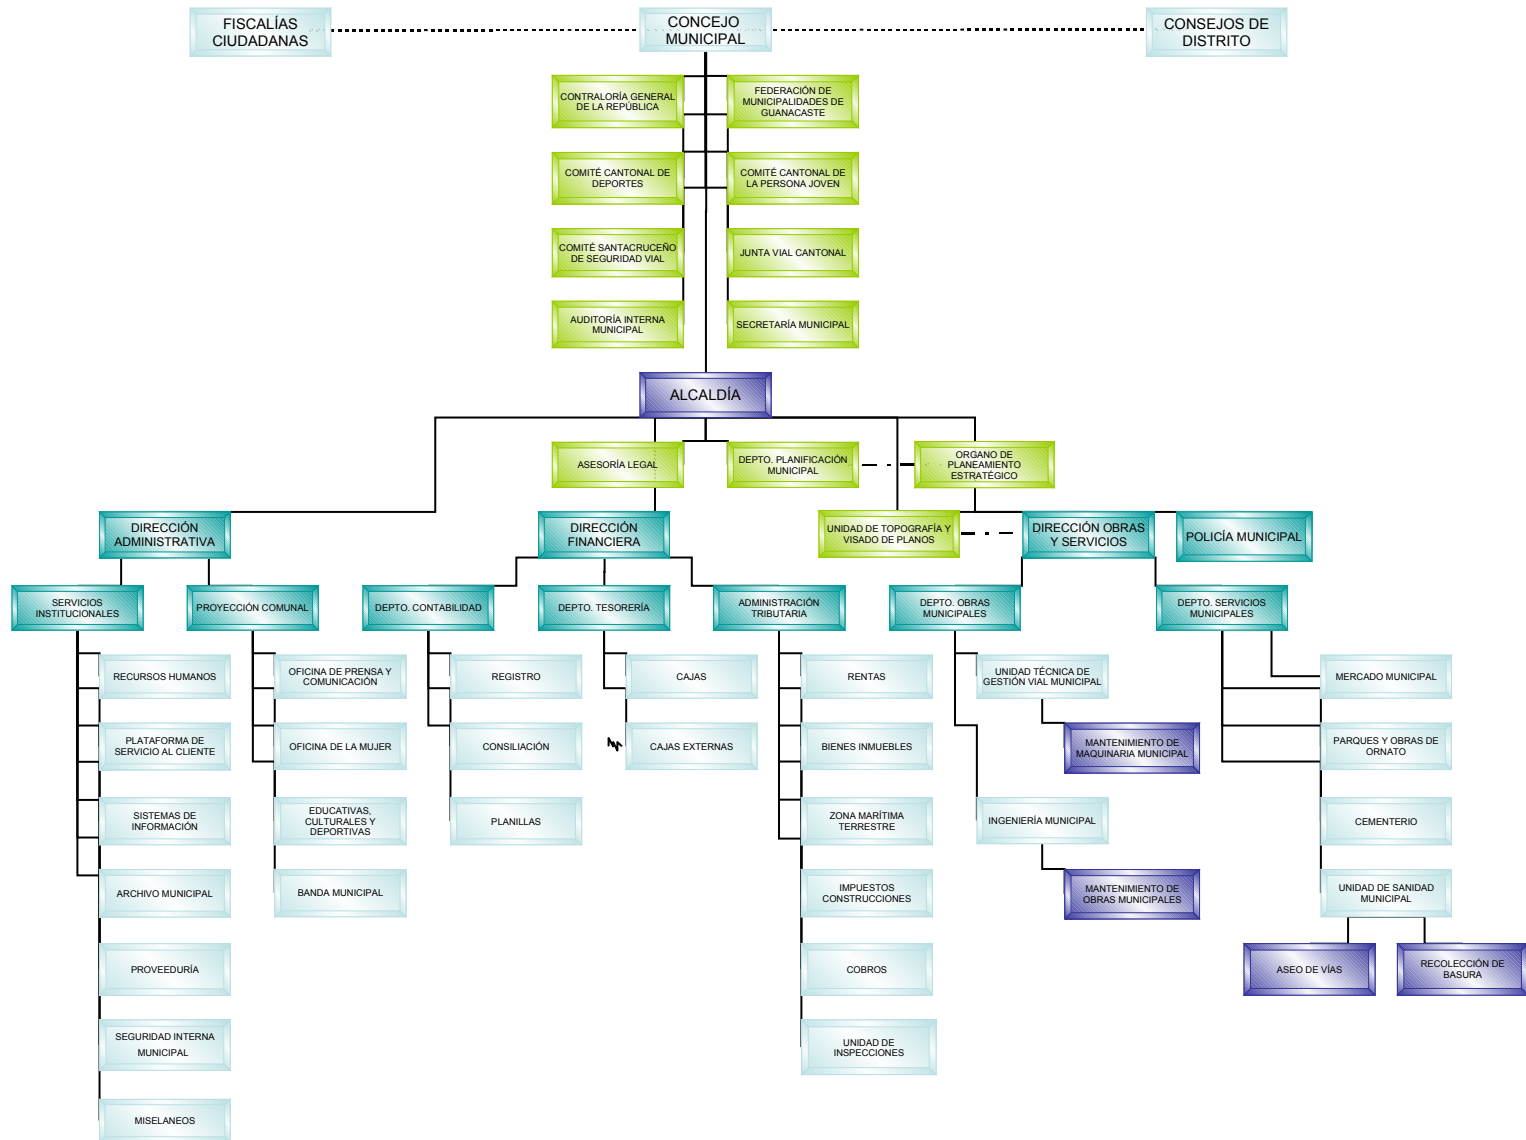 FISCALÍAS
CIUDADANAS
CONCEJO
MUNICIPAL
CONSEJOS DE
DISTRITO
CONTRALORÍA GENERAL
DE LA REPÚBLICA
FEDERACIÓN DE
MUNICIPALIDADES DE
GUANACASTE
COMITÉ CANTONAL DE
DEPORTES
COMITÉ CANTONAL DE
LA PERSONA JOVEN
COMITÉ SANTACRUCEÑO
DE SEGURIDAD VIAL
JUNTA VIAL CANTONAL
AUDITORÍA INTERNA
MUNICIPAL
SECRETARÍA MUNICIPAL
ALCALDÍA
ASESORÍA LEGAL
DEPTO. PLANIFICACIÓN
MUNICIPAL
ORGANO DE
PLANEAMIENTO
ESTRATÉGICO
DIRECCIÓN
ADMINISTRATIVA
DIRECCIÓN
FINANCIERA
UNIDAD DE TOPOGRAFÍA Y
VISADO DE PLANOS
DIRECCIÓN OBRAS
Y SERVICIOS
POLICÍA MUNICIPAL
SERVICIOS
INSTITUCIONALES
PROYECCIÓN COMUNAL
DEPTO. CONTABILIDAD
DEPTO. TESORERÍA
ADMINISTRACIÓN
TRIBUTARIA
DEPTO. OBRAS
MUNICIPALES
DEPTO. SERVICIOS
MUNICIPALES
RECURSOS HUMANOS
OFICINA DE PRENSA Y
COMUNICACIÓN
REGISTRO
CAJAS
RENTAS
UNIDAD TÉCNICA DE
GESTIÓN VIAL MUNICIPAL
MERCADO MUNICIPAL
PLATAFORMA DE
SERVICIO AL CLIENTE
OFICINA DE LA MUJER
CONSILIACIÓN
CAJAS EXTERNAS
BIENES INMUEBLES
MANTENIMIENTO DE
MAQUINARIA MUNICIPAL
PARQUES Y OBRAS DE
ORNATO
SISTEMAS DE
INFORMACIÓN
EDUCATIVAS,
CULTURALES Y
DEPORTIVAS
PLANILLAS
ZONA MARÍTIMA
TERRESTRE
INGENIERÍA MUNICIPAL
CEMENTERIO
ARCHIVO MUNICIPAL
BANDA MUNICIPAL
IMPUESTOS
CONSTRUCCIONES
MANTENIMIENTO DE
OBRAS MUNICIPALES
UNIDAD DE SANIDAD
MUNICIPAL
PROVEEDURÍA
COBROS
ASEO DE VÍAS
RECOLECCIÓN DE
BASURA
SEGURIDAD INTERNA
MUNICIPAL
UNIDAD DE
INSPECCIONES
MISELANEOS